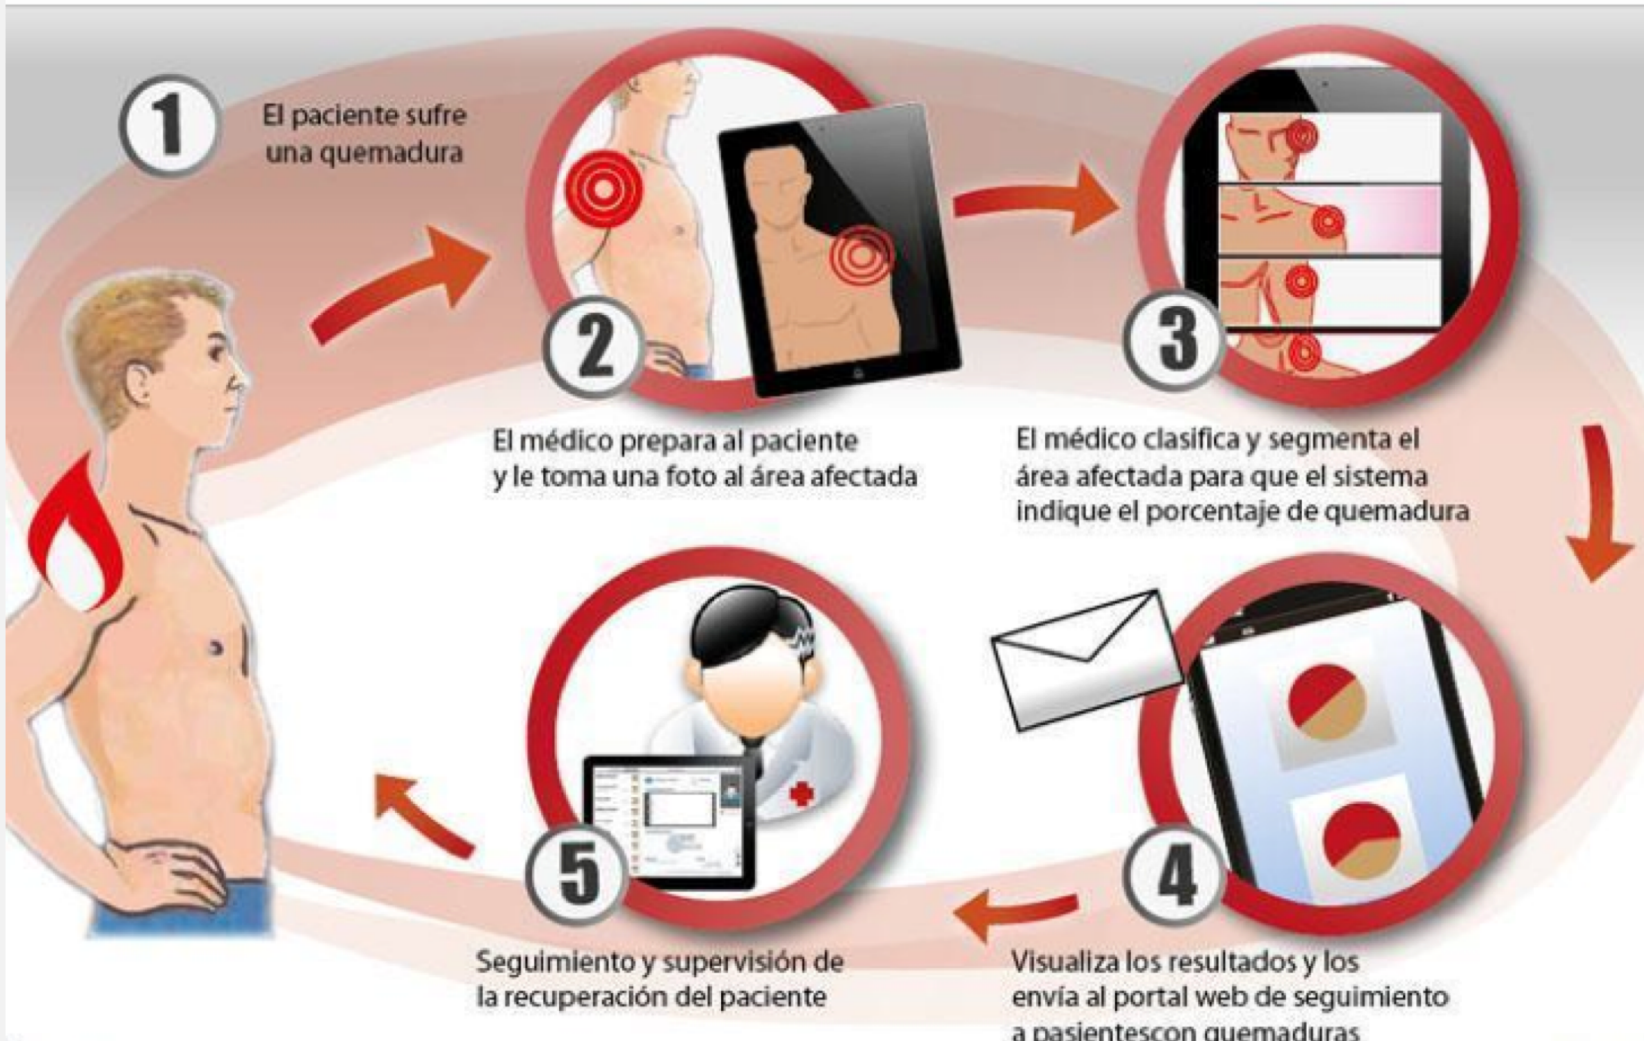 1
El paciente sufre
una quemadura
2
El médico prepara al paciente
y le toma una foto al área afectada
3
El médico clasifica y segmenta el
área afectada para que el sistema
indique el porcentaje de quemadura
4
Visualiza los resultados y los
envía al portal web de seguimiento
a pasientescon quemaduras
5
Seguimiento y supervisión de
la recuperación del paciente